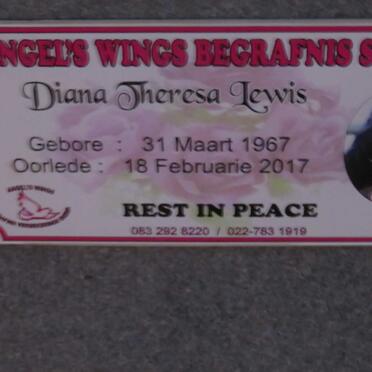 NGEL'S WINGS BEGRAFNIS S
Diana Theresa Lewis
Gebore : 31 Maart 1967
Oorlede : 18 Februarie 2017
REST IN PEACE
083 292 8220 / 022-783 1919